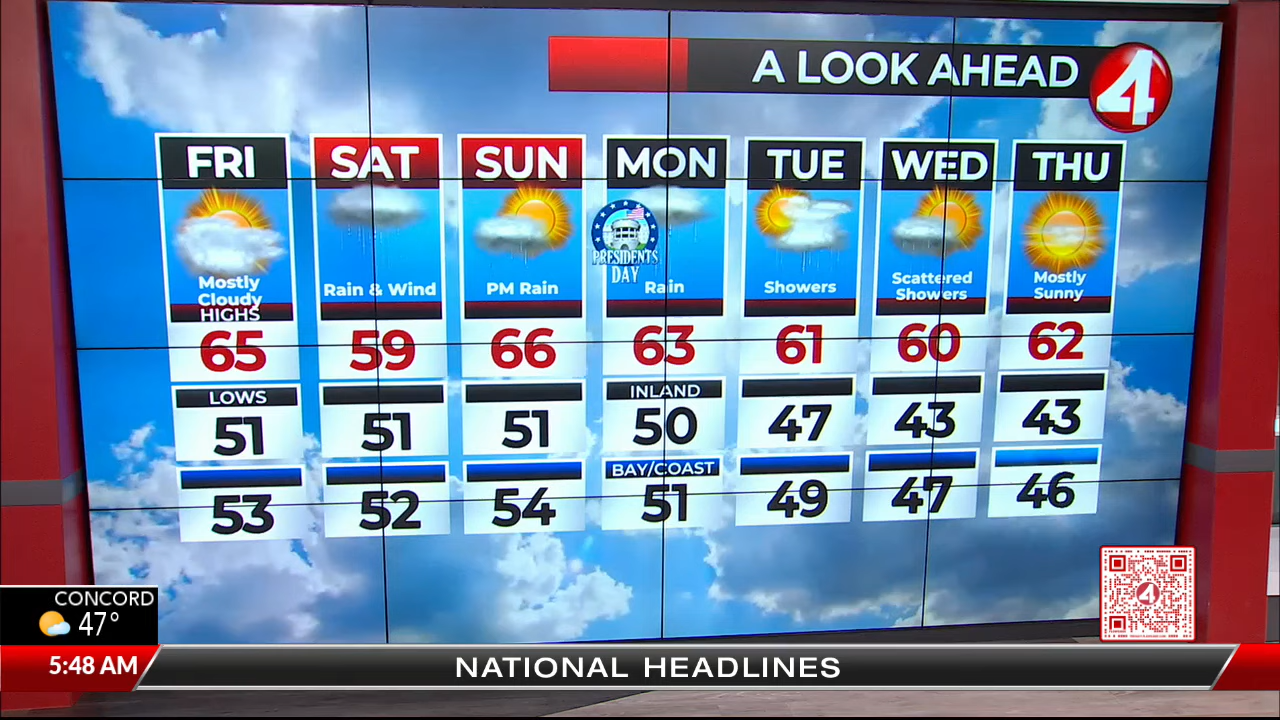 A LOOK AHEAD
4
FRI
SAT
SUN
MON
TUE
WED
THU
PRESIDENTS
DAY
Mostly
Cloudy
Rain & Wind
PM Rain
Rain
Showers
Scattered
Showers
Mostly
Sunny
HIGHS
65
59
66
63
61
60
62
LOWS
INLAND
51
51
51
50
47
43
43
BAY/COAST
53
52
54
51
49
47
46
4
CONCORD
47°
5:48 AM
NATIONAL HEADLINES